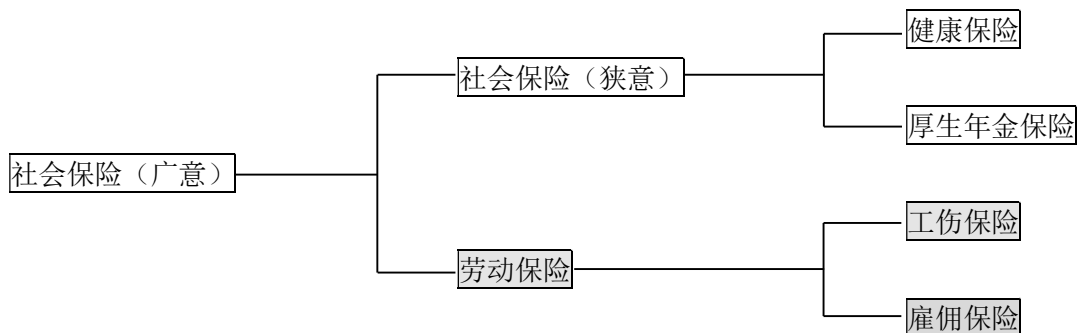 健康保险
社会保险（狭意）
厚生年金保险
社会保险（广意）
工伤保险
劳动保险
雇佣保险